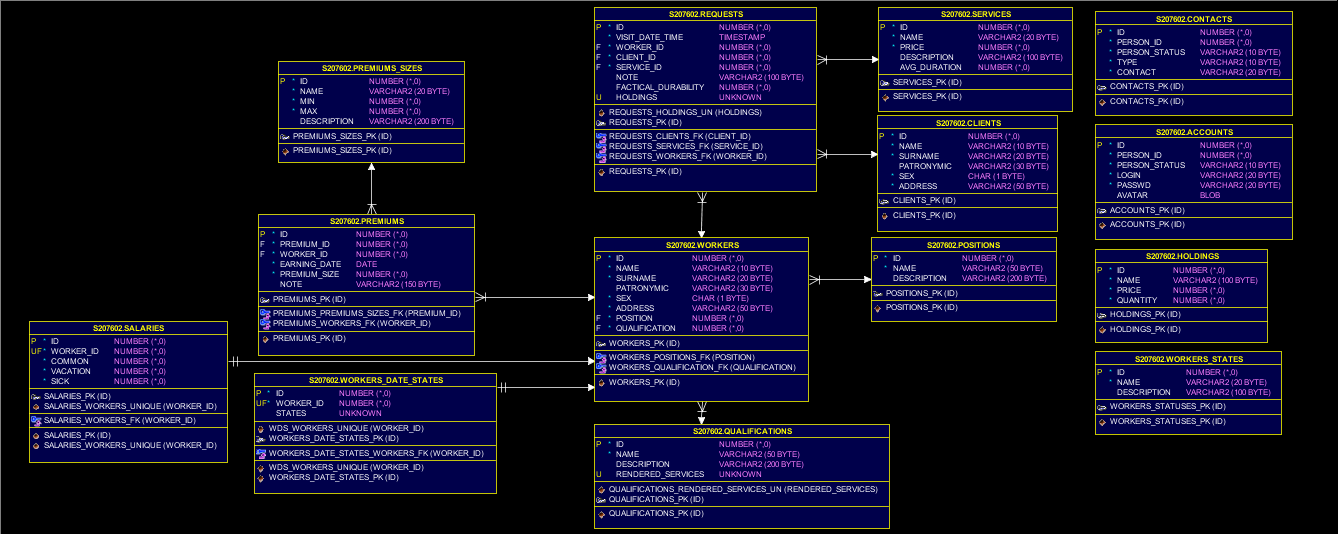 S207602.REQUESTS
P * ID NUMBER (*,0)
* VISIT_DATE_TIME TIMESTAMP
F * WORKER_ID NUMBER (*,0)
F * CLIENT_ID NUMBER (*,0)
F * SERVICE_ID NUMBER (*,0)
NOTE VARCHAR2 (100 BYTE)
FACTICAL_DURABILITY NUMBER (*,0)
U HOLDINGS UNKNOWN
REQUESTS_HOLDINGS_UN (HOLDINGS)
REQUESTS_PK (ID)
REQUESTS_CLIENTS_FK (CLIENT_ID)
REQUESTS_SERVICES_FK (SERVICE_ID)
REQUESTS_WORKERS_FK (WORKER_ID)
REQUESTS_PK (ID)
S207602.SERVICES
P * ID NUMBER (*,0)
* NAME VARCHAR2 (20 BYTE)
* PRICE NUMBER (*,0)
DESCRIPTION VARCHAR2 (100 BYTE)
AVG_DURATION NUMBER (*,0)
SERVICES_PK (ID)
SERVICES_PK (ID)
S207602.CONTACTS
P * ID NUMBER (*,0)
* PERSON_ID NUMBER (*,0)
* PERSON_STATUS VARCHAR2 (10 BYTE)
* TYPE VARCHAR2 (10 BYTE)
* CONTACT VARCHAR2 (20 BYTE)
CONTACTS_PK (ID)
CONTACTS_PK (ID)
S207602.PREMIUMS_SIZES
P * ID NUMBER (*,0)
* NAME VARCHAR2 (20 BYTE)
* MIN NUMBER (*,0)
* MAX NUMBER (*,0)
DESCRIPTION VARCHAR2 (200 BYTE)
PREMIUMS_SIZES_PK (ID)
PREMIUMS_SIZES_PK (ID)
S207602.CLIENTS
P * ID NUMBER (*,0)
* NAME VARCHAR2 (10 BYTE)
* SURNAME VARCHAR2 (20 BYTE)
PATRONYMIC VARCHAR2 (30 BYTE)
* SEX CHAR (1 BYTE)
* ADDRESS VARCHAR2 (50 BYTE)
CLIENTS_PK (ID)
CLIENTS_PK (ID)
S207602.ACCOUNTS
P * ID NUMBER (*,0)
* PERSON_ID NUMBER (*,0)
* PERSON_STATUS VARCHAR2 (10 BYTE)
* LOGIN VARCHAR2 (20 BYTE)
* PASSWD VARCHAR2 (20 BYTE)
AVATAR BLOB
ACCOUNTS_PK (ID)
ACCOUNTS_PK (ID)
S207602.PREMIUMS
P * ID NUMBER (*,0)
F * PREMIUM_ID NUMBER (*,0)
F * WORKER_ID NUMBER (*,0)
* EARNING_DATE DATE
* PREMIUM_SIZE NUMBER (*,0)
NOTE VARCHAR2 (150 BYTE)
PREMIUMS_PK (ID)
PREMIUMS_PREMIUMS_SIZES_FK (PREMIUM_ID)
PREMIUMS_WORKERS_FK (WORKER_ID)
PREMIUMS_PK (ID)
S207602.WORKERS
P * ID NUMBER (*,0)
* NAME VARCHAR2 (10 BYTE)
* SURNAME VARCHAR2 (20 BYTE)
PATRONYMIC VARCHAR2 (30 BYTE)
* SEX CHAR (1 BYTE)
* ADDRESS VARCHAR2 (50 BYTE)
F * POSITION NUMBER (*,0)
F * QUALIFICATION NUMBER (*,0)
WORKERS_PK (ID)
WORKERS_POSITIONS_FK (POSITION)
WORKERS_QUALIFICATION_FK (QUALIFICATION)
WORKERS_PK (ID)
S207602.POSITIONS
P * ID NUMBER (*,0)
* NAME VARCHAR2 (50 BYTE)
DESCRIPTION VARCHAR2 (200 BYTE)
POSITIONS_PK (ID)
POSITIONS_PK (ID)
S207602.HOLDINGS
P * ID NUMBER (*,0)
* NAME VARCHAR2 (100 BYTE)
* PRICE NUMBER (*,0)
* QUANTITY NUMBER (*,0)
HOLDINGS_PK (ID)
HOLDINGS_PK (ID)
S207602.SALARIES
P * ID NUMBER (*,0)
UF* WORKER_ID NUMBER (*,0)
* COMMON NUMBER (*,0)
* VACATION NUMBER (*,0)
* SICK NUMBER (*,0)
SALARIES_PK (ID)
SALARIES_WORKERS_UNIQUE (WORKER_ID)
SALARIES_WORKERS_FK (WORKER_ID)
SALARIES_PK (ID)
SALARIES_WORKERS_UNIQUE (WORKER_ID)
S207602.WORKERS_DATE_STATES
P * ID NUMBER (*,0)
UF* WORKER_ID NUMBER (*,0)
STATES UNKNOWN
WDS_WORKERS_UNIQUE (WORKER_ID)
WORKERS_DATE_STATES_PK (ID)
WORKERS_DATE_STATES_WORKERS_FK (WORKER_ID)
WDS_WORKERS_UNIQUE (WORKER_ID)
WORKERS_DATE_STATES_PK (ID)
S207602.QUALIFICATIONS
P * ID NUMBER (*,0)
* NAME VARCHAR2 (50 BYTE)
DESCRIPTION VARCHAR2 (200 BYTE)
U RENDERED_SERVICES UNKNOWN
QUALIFICATIONS_RENDERED_SERVICES_UN (RENDERED_SERVICES)
QUALIFICATIONS_PK (ID)
QUALIFICATIONS_PK (ID)
S207602.WORKERS_STATES
P * ID NUMBER (*,0)
* NAME VARCHAR2 (20 BYTE)
DESCRIPTION VARCHAR2 (100 BYTE)
WORKERS_STATUSES_PK (ID)
WORKERS_STATUSES_PK (ID)